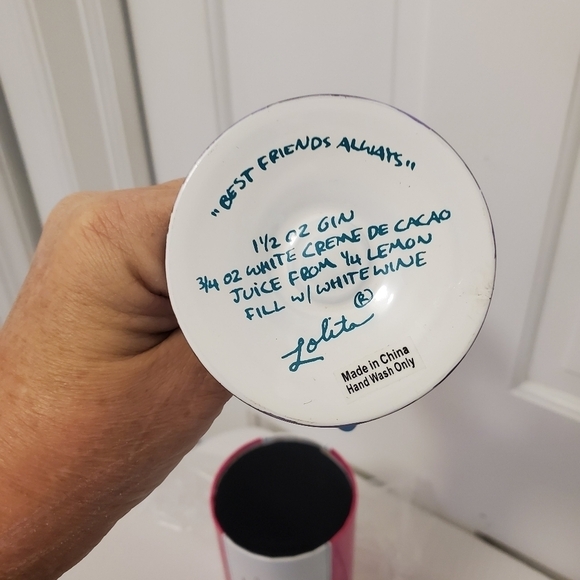 "BEST FRIENDS ALWAYS"
1 1/2 OZ GIN
3/4 OZ WHITE CREME DE CACAO
JUICE FROM 1/4 LEMON
FILL W/ WHITE WINE
Lolita ®
Made in China
Hand Wash Only